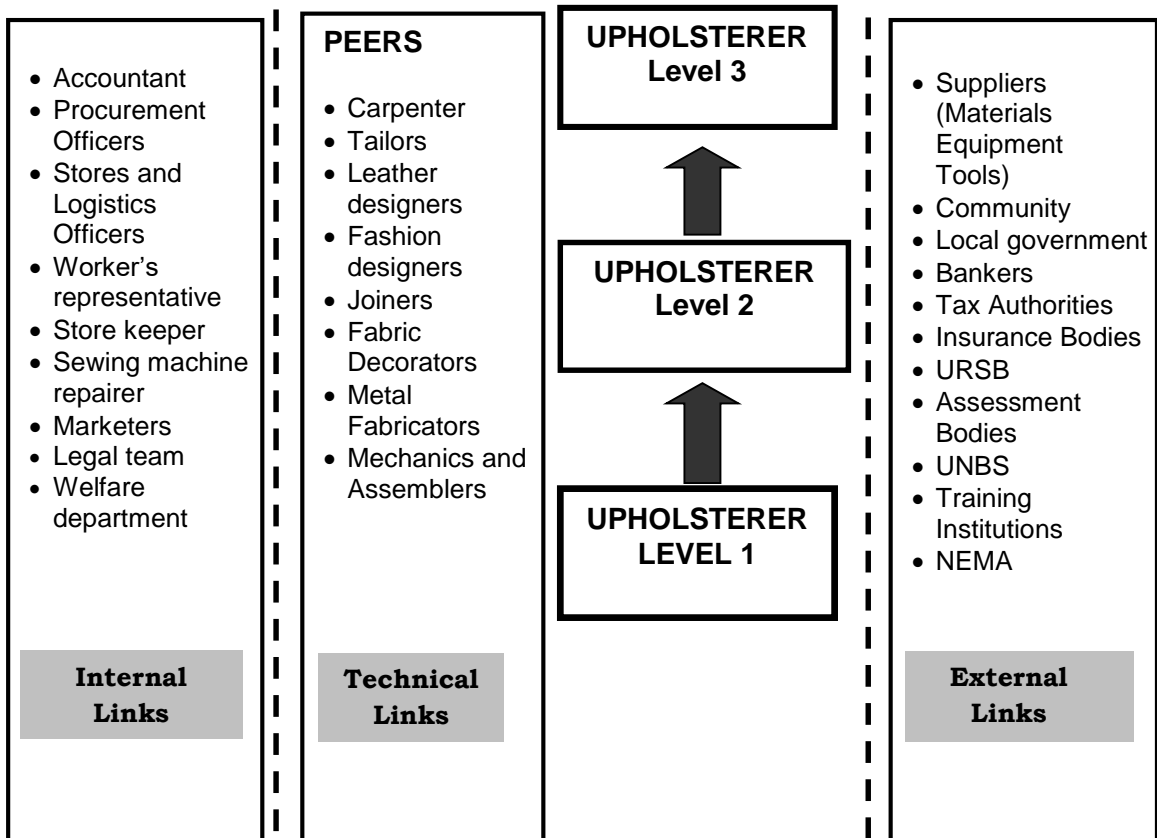 • Accountant
• Procurement
Officers
• Stores and
Logistics
Officers
• Worker’s
representative
• Store keeper
• Sewing machine
repairer
• Marketers
• Legal team
• Welfare
department
Internal
Links
PEERS
• Carpenter
• Tailors
• Leather
designers
• Fashion
designers
• Joiners
• Fabric
Decorators
• Metal
Fabricators
• Mechanics and
Assemblers
Technical
Links
UPHOLSTERER
Level 3
UPHOLSTERER
Level 2
UPHOLSTERER
LEVEL 1
• Suppliers
(Materials
Equipment
Tools)
• Community
• Local government
• Bankers
• Tax Authorities
• Insurance Bodies
• URSB
• Assessment
Bodies
• UNBS
• Training
Institutions
• NEMA
External
Links